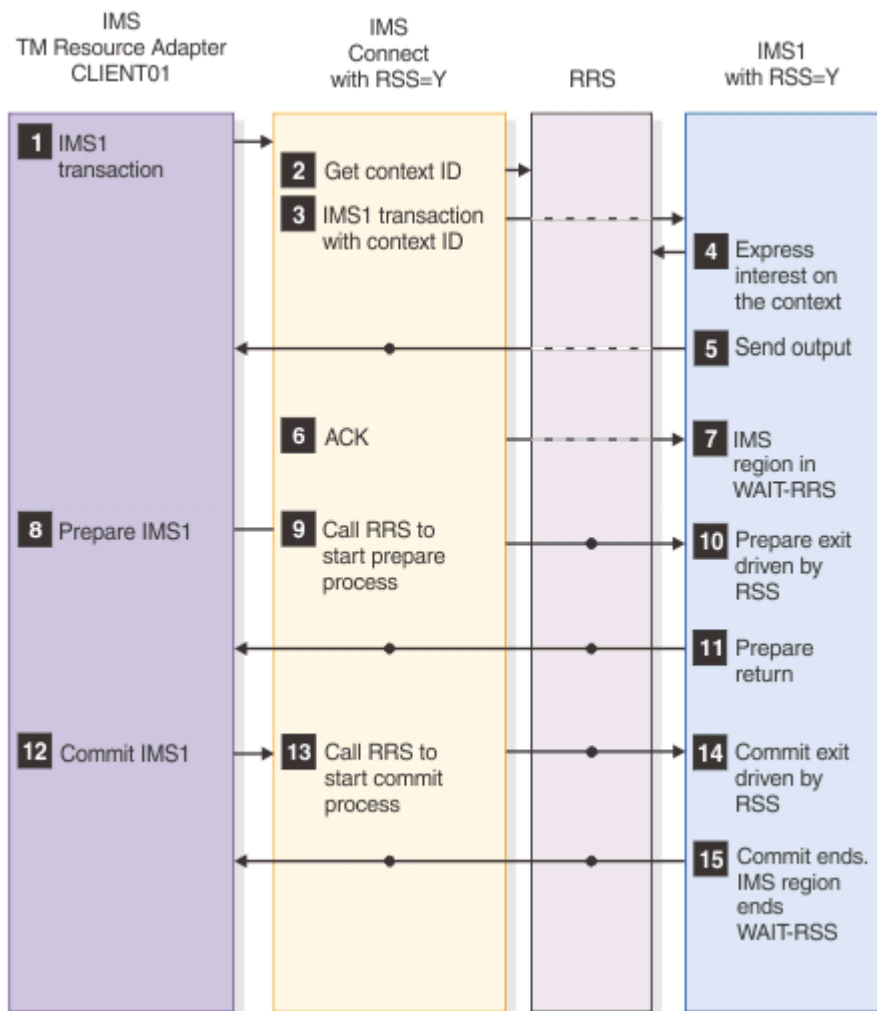 IMS
TM Resource Adapter
CLIENT01
IMS
Connect
with RSS=Y
RRS
IMS1
with RSS=Y
1 IMS1
transaction
2 Get context ID
3 IMS1 transaction
with context ID
4 Express
interest on
the context
5 Send output
6 ACK
7 IMS
region in
WAIT-RRS
8 Prepare IMS1
9 Call RRS to
start prepare
process
10 Prepare exit
driven by
RSS
11 Prepare
return
12 Commit IMS1
13 Call RRS to
start commit
process
14 Commit exit
driven by
RSS
15 Commit ends.
IMS region
ends
WAIT-RSS